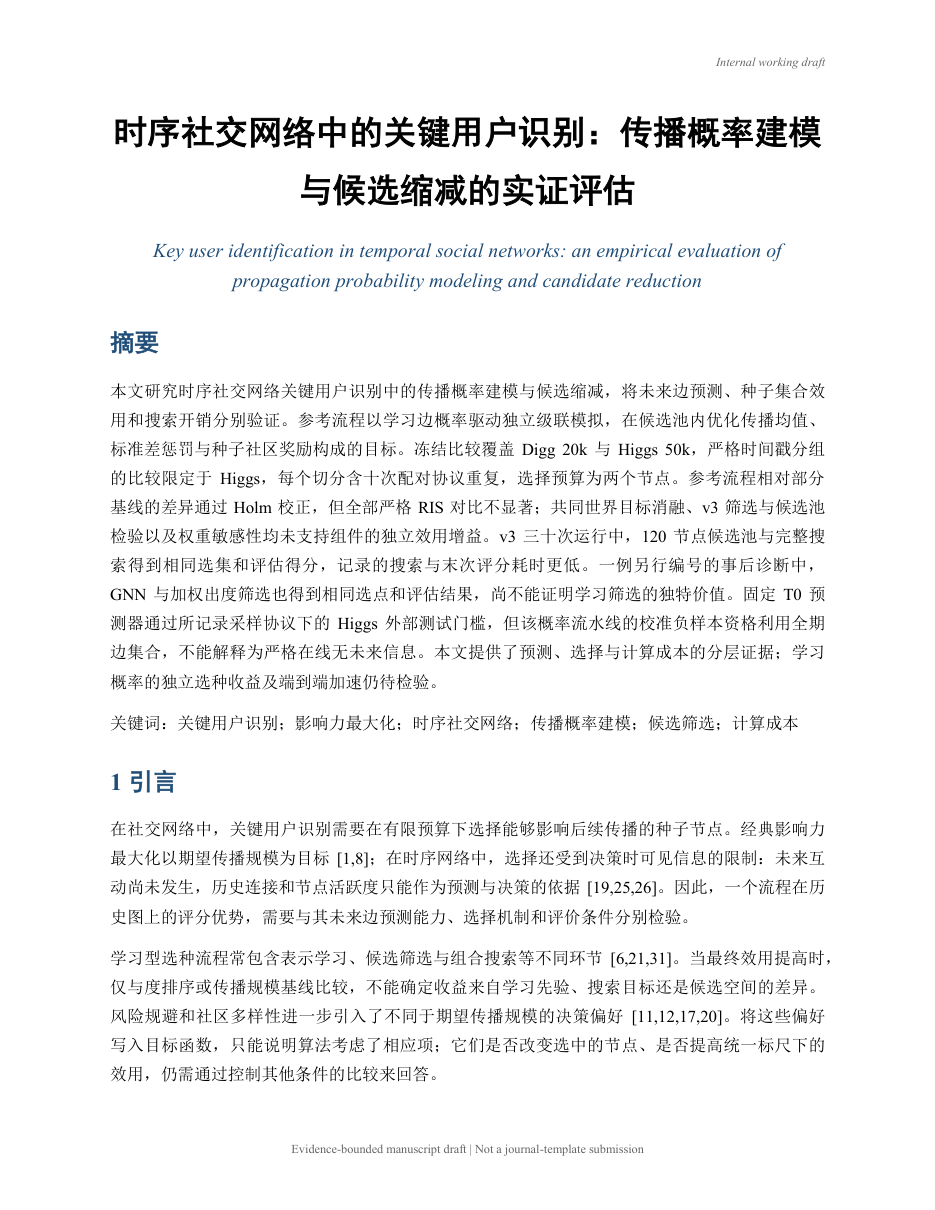 Internal working draft
时序社交网络中的关键用户识别：传播概率建模
与候选缩减的实证评估
Key user identification in temporal social networks: an empirical evaluation of
propagation probability modeling and candidate reduction
摘要
本文研究时序社交网络关键用户识别中的传播概率建模与候选缩减，将未来边预测、种子集合效
用和搜索开销分别验证。参考流程以学习边概率驱动独立级联模拟，在候选池内优化传播均值、
标准差惩罚与种子社区奖励构成的目标。冻结比较覆盖 Digg 20k 与 Higgs 50k，严格时间戳分组
的比较限定于 Higgs，每个切分含十次配对协议重复，选择预算为两个节点。参考流程相对部分
基线的差异通过 Holm 校正，但全部严格 RIS 对比不显著；共同世界目标消融、v3 筛选与候选池
检验以及权重敏感性均未支持组件的独立效用增益。v3 三十次运行中，120 节点候选池与完整搜
索得到相同选集和评估得分，记录的搜索与末次评分耗时更低。一例另行编号的事后诊断中，
GNN 与加权出度筛选也得到相同选点和评估结果，尚不能证明学习筛选的独特价值。固定 T0 预
测器通过所记录采样协议下的 Higgs 外部测试门槛，但该概率流水线的校准负样本资格利用全期
边集合，不能解释为严格在线无未来信息。本文提供了预测、选择与计算成本的分层证据；学习
概率的独立选种收益及端到端加速仍待检验。
关键词：关键用户识别；影响力最大化；时序社交网络；传播概率建模；候选筛选；计算成本
1 引言
在社交网络中，关键用户识别需要在有限预算下选择能够影响后续传播的种子节点。经典影响力
最大化以期望传播规模为目标 [1,8]；在时序网络中，选择还受到决策时可见信息的限制：未来互
动尚未发生，历史连接和节点活跃度只能作为预测与决策的依据 [19,25,26]。因此，一个流程在历
史图上的评分优势，需要与其未来边预测能力、选择机制和评价条件分别检验。
学习型选种流程常包含表示学习、候选筛选与组合搜索等不同环节 [6,21,31]。当最终效用提高时，
仅与度排序或传播规模基线比较，不能确定收益来自学习先验、搜索目标还是候选空间的差异。
风险规避和社区多样性进一步引入了不同于期望传播规模的决策偏好 [11,12,17,20]。将这些偏好
写入目标函数，只能说明算法考虑了相应项；它们是否改变选中的节点、是否提高统一标尺下的
效用，仍需通过控制其他条件的比较来回答。
Evidence-bounded manuscript draft | Not a journal-template submission